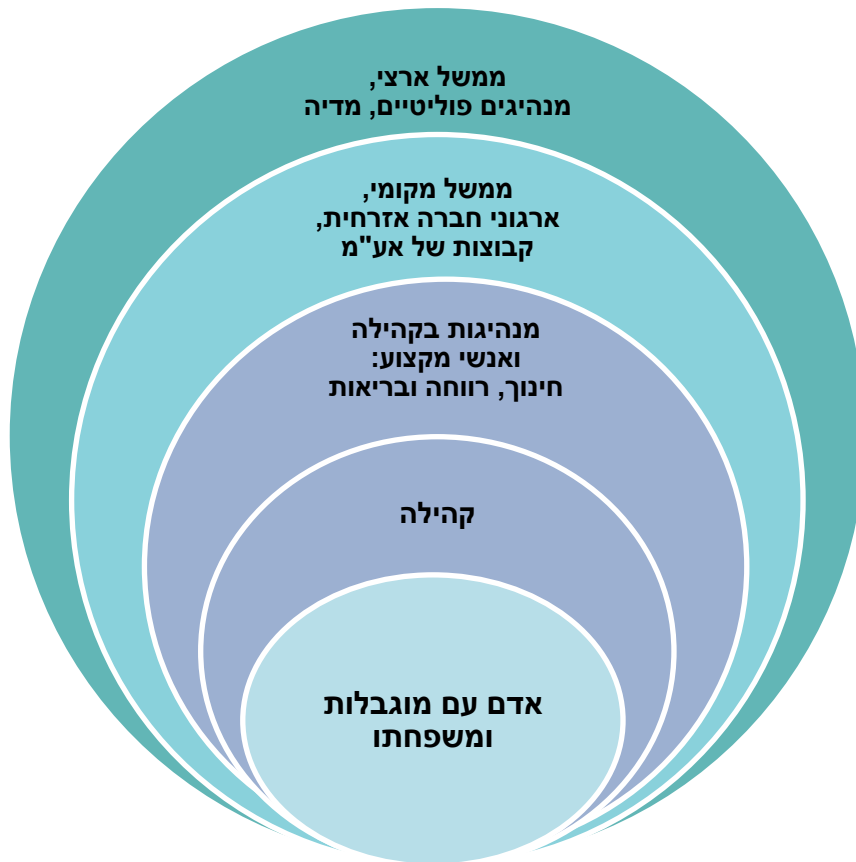 ממשל ארצי,
מנהיגים פוליטיים, מדיה
ממשל מקומי,
ארגוני חברה אזרחית,
קבוצות של אע"מ
מנהיגות בקהילה
ואנשי מקצוע:
חינוך, רווחה ובריאות
קהילה
אדם עם מוגבלות
ומשפחתו